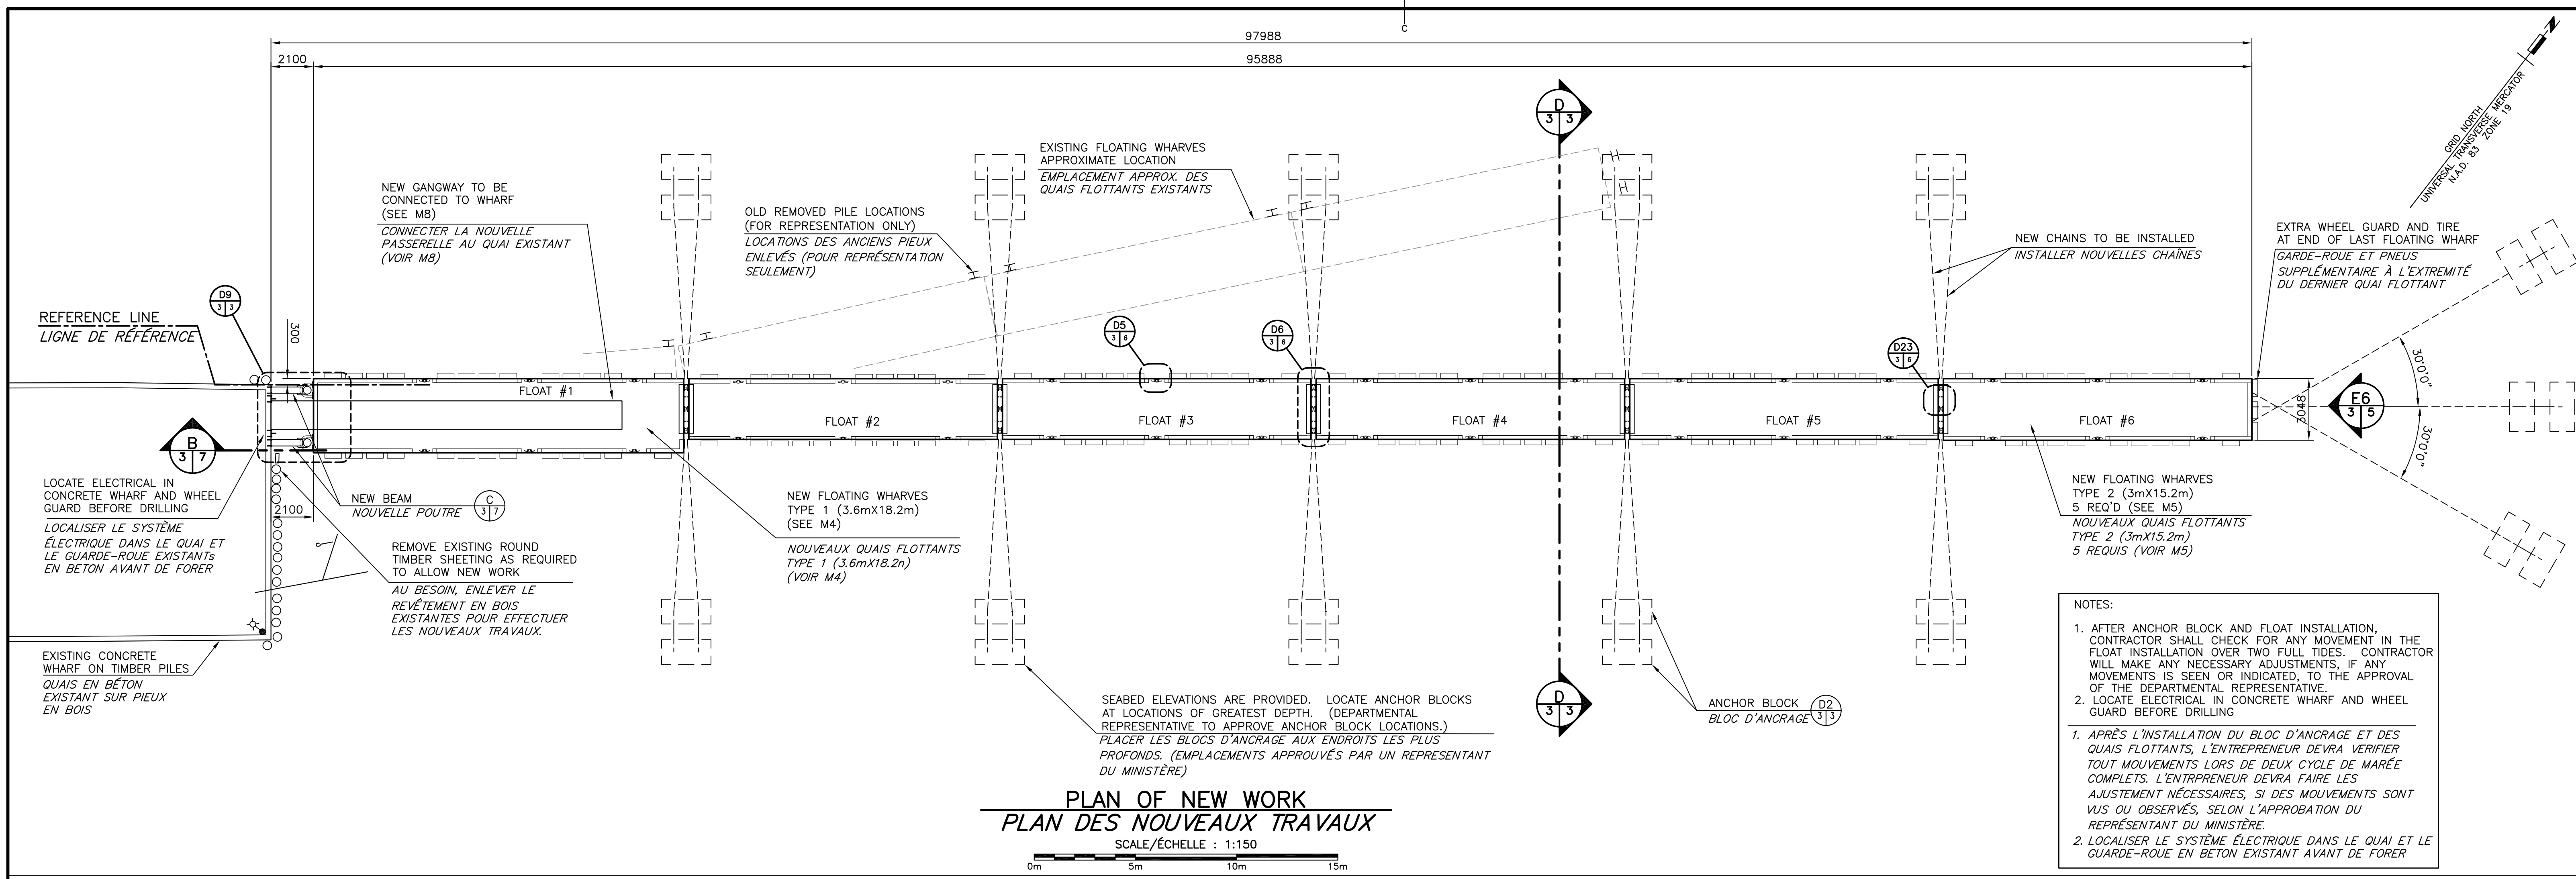 C
97988
2100
95888
D
3 3
GRID NORTH
UNIVERSAL TRANSVERSE MERCATOR
N.A.D. 83 ZONE 19
NEW GANGWAY TO BE
CONNECTED TO WHARF
(SEE M8)
CONNECTER LA NOUVELLE
PASSERELLE AU QUAI EXISTANT
(VOIR M8)
OLD REMOVED PILE LOCATIONS
(FOR REPRESENTATION ONLY)
LOCATIONS DES ANCIENS PIEUX
ENLEVÉS (POUR REPRÉSENTATION
SEULEMENT)
EXISTING FLOATING WHARVES
APPROXIMATE LOCATION
EMPLACEMENT APPROX. DES
QUAIS FLOTTANTS EXISTANTS
NEW CHAINS TO BE INSTALLED
INSTALLER NOUVELLES CHAÎNES
EXTRA WHEEL GUARD AND TIRE
AT END OF LAST FLOATING WHARF
GARDE-ROUE ET PNEUS
SUPPLÉMENTAIRE À L'EXTREMITÉ
DU DERNIER QUAI FLOTTANT
D9
3 3
REFERENCE LINE
LIGNE DE RÉFÉRENCE
300
D5
3 6
D6
3 6
D23
3 6
30'0'0"
FLOAT #1
FLOAT #2
FLOAT #3
FLOAT #4
FLOAT #5
FLOAT #6
3048
E6
3 5
30'0'0"
B
3 7
LOCATE ELECTRICAL IN
CONCRETE WHARF AND WHEEL
GUARD BEFORE DRILLING
LOCALISER LE SYSTÈME
ÉLECTRIQUE DANS LE QUAI ET
LE GUARDE-ROUE EXISTANTs
EN BETON AVANT DE FORER
2100
NEW BEAM
NOUVELLE POUTRE
C
3 7
REMOVE EXISTING ROUND
TIMBER SHEETING AS REQUIRED
TO ALLOW NEW WORK
AU BESOIN, ENLEVER LE
REVÊTEMENT EN BOIS
EXISTANTES POUR EFFECTUER
LES NOUVEAUX TRAVAUX.
NEW FLOATING WHARVES
TYPE 1 (3.6mX18.2m)
(SEE M4)
NOUVEAUX QUAIS FLOTTANTS
TYPE 1 (3.6mX18.2n)
(VOIR M4)
NEW FLOATING WHARVES
TYPE 2 (3mX15.2m)
5 REQ'D (SEE M5)
NOUVEAUX QUAIS FLOTTANTS
TYPE 2 (3mX15.2m)
5 REQUIS (VOIR M5)
EXISTING CONCRETE
WHARF ON TIMBER PILES
QUAIS EN BÉTON
EXISTANT SUR PIEUX
EN BOIS
SEABED ELEVATIONS ARE PROVIDED. LOCATE ANCHOR BLOCKS
AT LOCATIONS OF GREATEST DEPTH. (DEPARTMENTAL
REPRESENTATIVE TO APPROVE ANCHOR BLOCK LOCATIONS.)
PLACER LES BLOCS D'ANCRAGE AUX ENDROITS LES PLUS
PROFONDS. (EMPLACEMENTS APPROUVÉS PAR UN REPRESENTANT
DU MINISTÈRE)
D
3 3
ANCHOR BLOCK
BLOC D'ANCRAGE
D2
3 3
NOTES:
1. AFTER ANCHOR BLOCK AND FLOAT INSTALLATION,
CONTRACTOR SHALL CHECK FOR ANY MOVEMENT IN THE
FLOAT INSTALLATION OVER TWO FULL TIDES. CONTRACTOR
WILL MAKE ANY NECESSARY ADJUSTMENTS, IF ANY
MOVEMENTS IS SEEN OR INDICATED, TO THE APPROVAL
OF THE DEPARTMENTAL REPRESENTATIVE.
2. LOCATE ELECTRICAL IN CONCRETE WHARF AND WHEEL
GUARD BEFORE DRILLING
1. APRÈS L'INSTALLATION DU BLOC D'ANCRAGE ET DES
QUAIS FLOTTANTS, L'ENTREPRENEUR DEVRA VERIFIER
TOUT MOUVEMENTS LORS DE DEUX CYCLE DE MARÉE
COMPLETS. L'ENTRPRENEUR DEVRA FAIRE LES
AJUSTEMENT NÉCESSAIRES, SI DES MOUVEMENTS SONT
VUS OU OBSERVÉS, SELON L'APPROBATION DU
REPRÉSENTANT DU MINISTÈRE.
2. LOCALISER LE SYSTÈME ÉLECTRIQUE DANS LE QUAI ET LE
GUARDE-ROUE EN BETON EXISTANT AVANT DE FORER
PLAN OF NEW WORK
PLAN DES NOUVEAUX TRAVAUX
SCALE/ÉCHELLE : 1:150
0m 5m 10m 15m